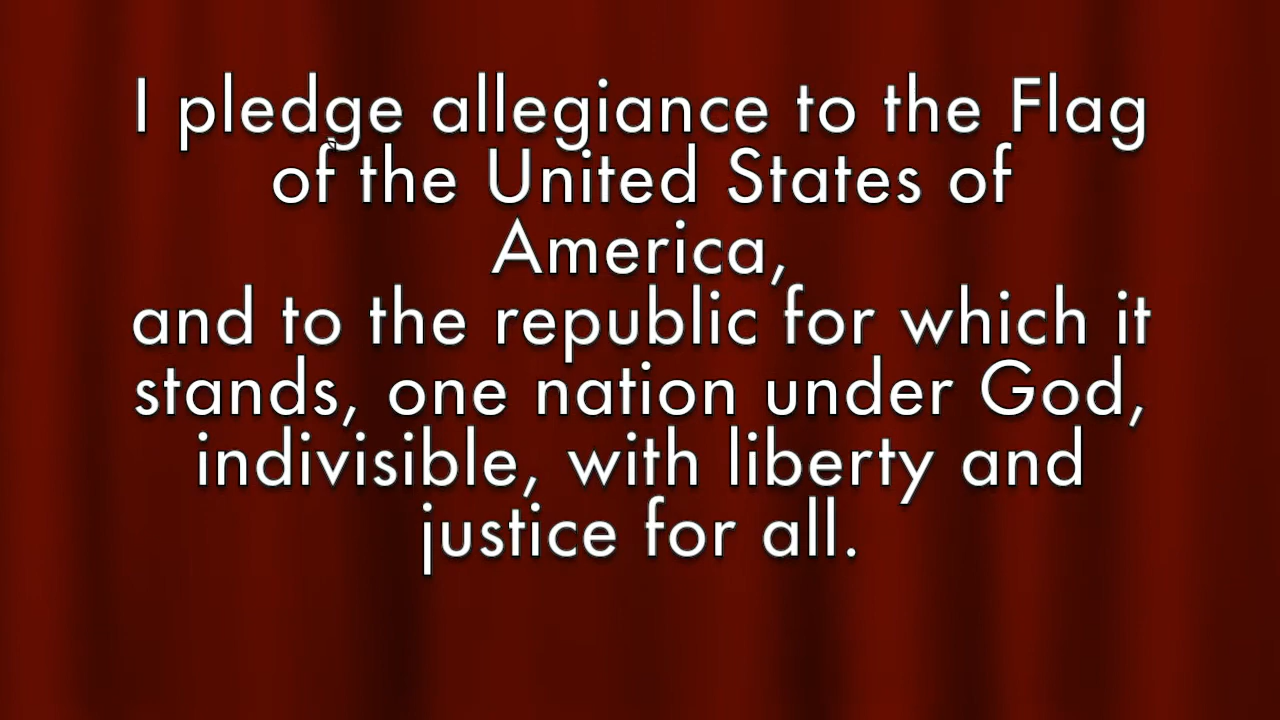 I pledge allegiance to the Flag
of the United States of
America,
and to the republic for which it
stands, one nation under God,
indivisible, with liberty and
justice for all.